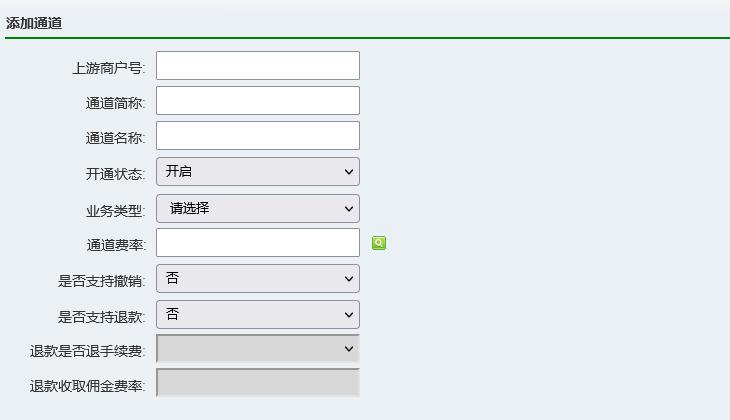 添加通道
上游商户号:
通道简称:
通道名称:
开通状态: 开启
业务类型: 请选择
通道费率:
是否支持撤销: 否
是否支持退款: 否
退款是否退手续费:
退款收取佣金费率: